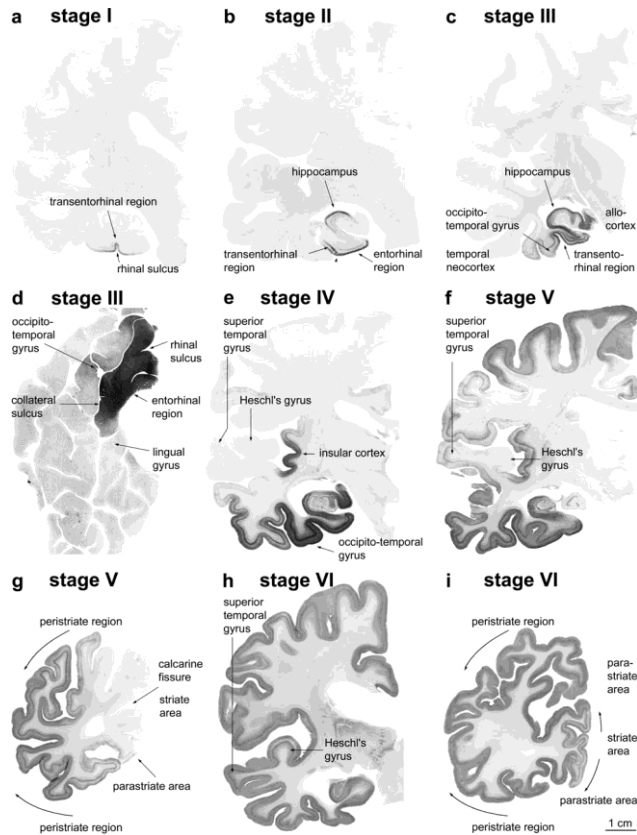 a stage I
b stage II
c stage III
transentorhinal region
rhinal sulcus
hippocampus
transentorhinal
region
entorhinal
region
hippocampus
occipito-
temporal gyrus
temporal
neocortex
allo-
cortex
transento-
rhinal region
d stage III
e stage IV
f stage V
occipito-
temporal
gyrus
rhinal
sulcus
collateral
sulcus
entorhinal
region
lingual
gyrus
superior
temporal
gyrus
Heschl's gyrus
insular cortex
occipito-temporal
gyrus
superior
temporal
gyrus
Heschl's
gyrus
g stage V
h stage VI
i stage VI
peristriate region
calcarine
fissure
striate
area
parastriate area
peristriate region
superior
temporal
gyrus
Heschl's
gyrus
peristriate region
para-
striate
area
striate
area
parastriate area
peristriate region
1 cm